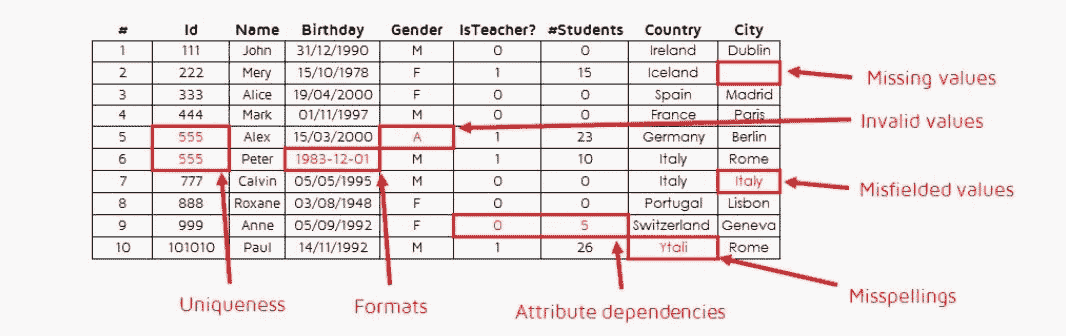 # Id Name Birthday Gender IsTeacher? #Students Country City
1 111 John 31/12/1990 M 0 0 Ireland Dublin
2 222 Mery 15/10/1978 F 1 15 Iceland
Missing values
3 333 Alice 19/04/2000 F 0 0 Spain Madrid
4 444 Mark 01/11/1997 M 0 0 France Paris
Invalid values
5 555 Alex 15/03/2000 A 1 23 Germany Berlin
6 555 Peter 1983-12-01 M 1 10 Italy Rome
7 777 Calvin 05/05/1995 M 0 0 Italy Italy
Misfielded values
8 888 Roxane 03/08/1948 F 0 0 Portugal Lisbon
9 999 Anne 05/09/1992 F 0 5 Switzerland Geneva
10 101010 Paul 14/11/1992 M 1 26 Ytali Rome
Misspellings
Uniqueness
Formats
Attribute dependencies